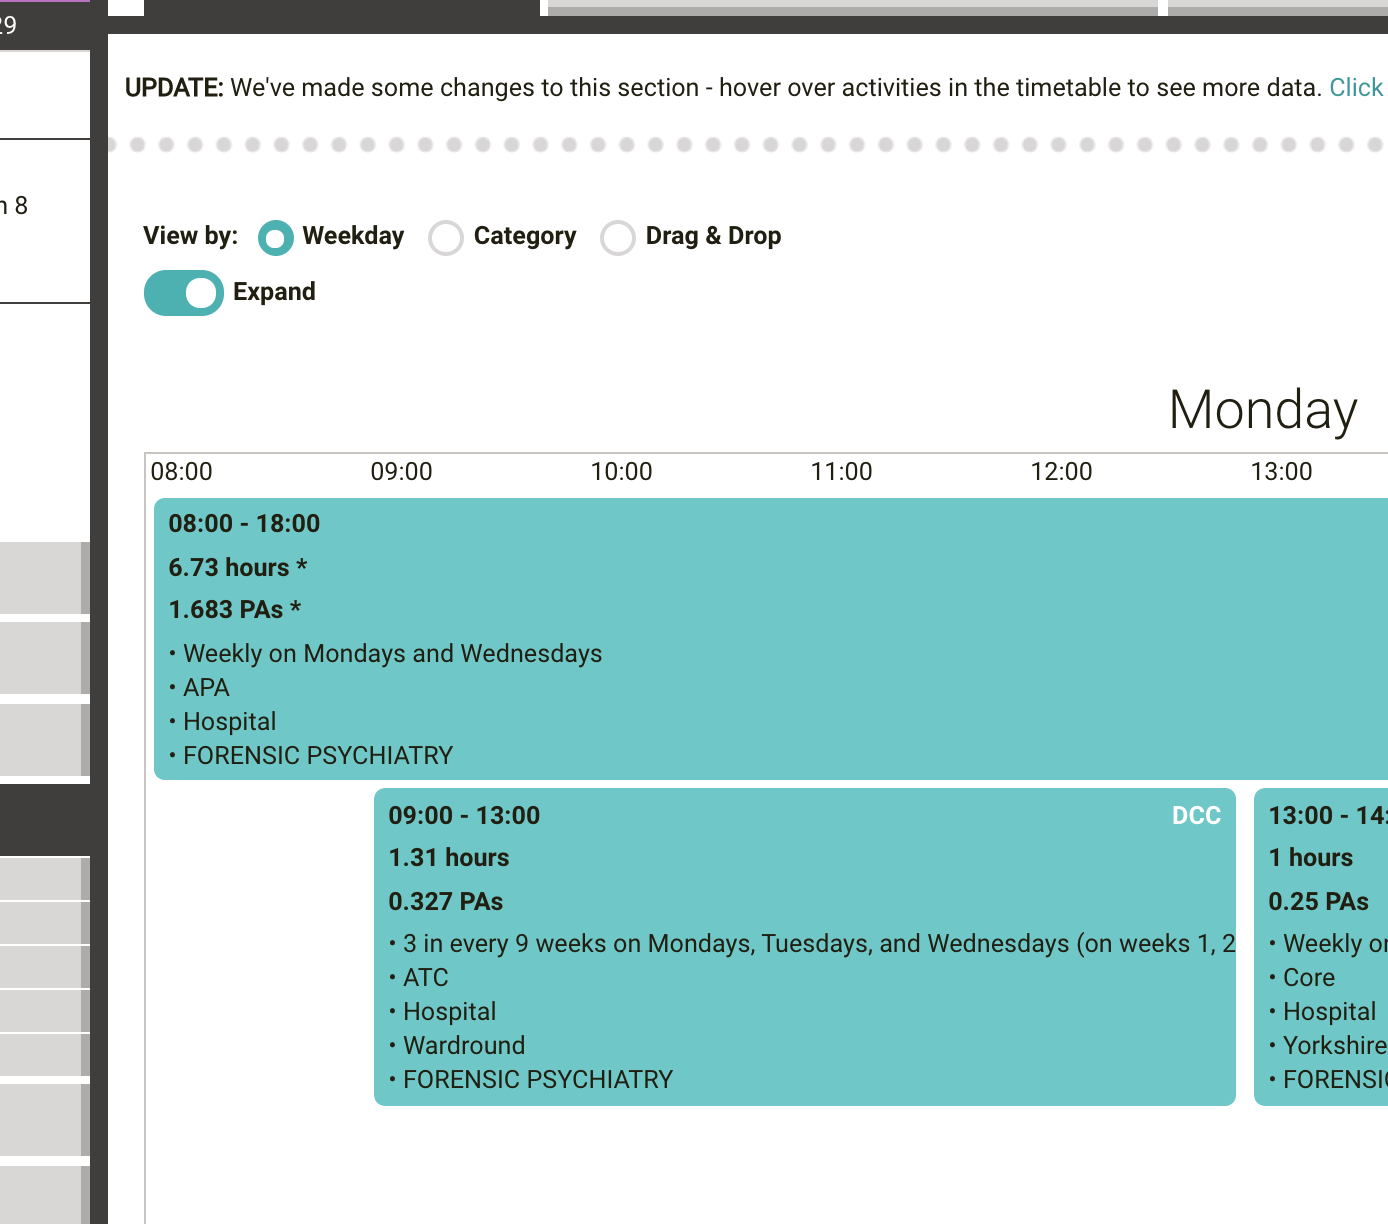 29
UPDATE: We've made some changes to this section - hover over activities in the timetable to see more data. Click
8
View by: Weekday Category Drag & Drop
Expand
Monday
08:00 09:00 10:00 11:00 12:00 13:00
08:00 - 18:00
6.73 hours *
1.683 PAs *
• Weekly on Mondays and Wednesdays
• APA
• Hospital
• FORENSIC PSYCHIATRY
09:00 - 13:00 DCC
1.31 hours
0.327 PAs
• 3 in every 9 weeks on Mondays, Tuesdays, and Wednesdays (on weeks 1, 2
• ATC
• Hospital
• Wardround
• FORENSIC PSYCHIATRY
13:00 - 14:
1 hours
0.25 PAs
• Weekly on
• Core
• Hospital
• Yorkshire
• FORENSIC